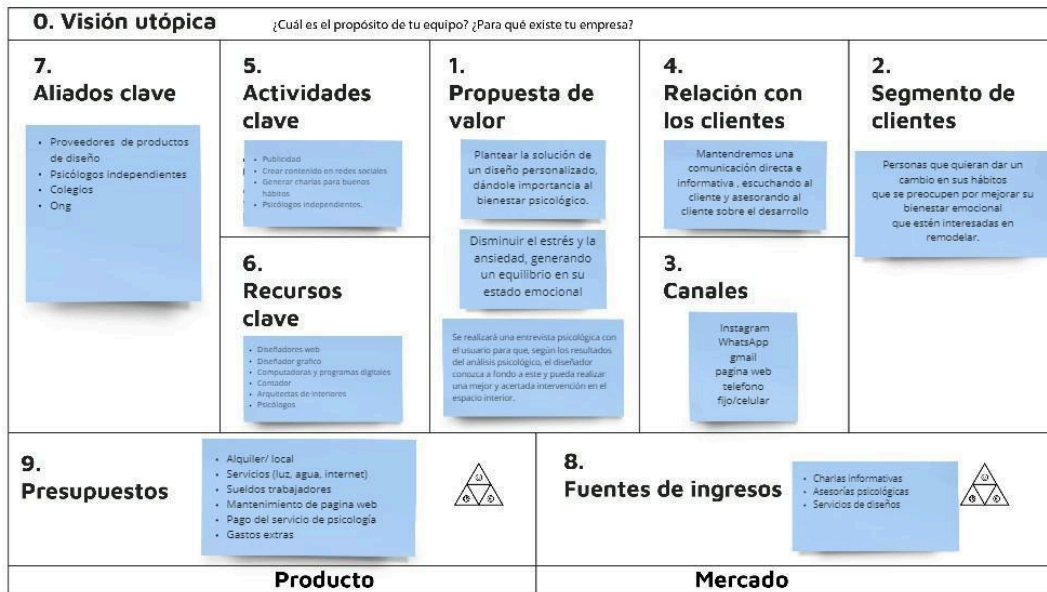 0. Visión utópica
¿Cuál es el propósito de tu equipo? ¿Para qué existe tu empresa?
7.
Aliados clave
• Proveedores de productos
de diseño
• Psicólogos independientes
• Colegios
• Ong
5.
Actividades
clave
• Publicidad
• Crear contenido en redes sociales
• Generar charlas para buenos
hábitos
• Psicólogos independientes.
6.
Recursos
clave
• Diseñadores web
• Diseñador grafico
• Computadoras y programas digitales
• Contador
• Arquitectas de interiores
• Psicólogos
1.
Propuesta de
valor
Plantear la solución de
un diseño personalizado,
dándole importancia al
bienestar psicológico.
Disminuir el estrés y la
ansiedad, generando
un equilibrio en su
estado emocional
Se realizará una entrevista psicológica con
el usuario para que, según los resultados
del análisis psicológico, el diseñador
conozca a fondo a este y pueda realizar
una mejor y acertada intervención en el
espacio interior.
4.
Relación con
los clientes
Mantendremos una
comunicación directa e
informativa , escuchando al
cliente y asesorando al
cliente sobre el desarrollo
3.
Canales
Instagram
WhatsApp
gmail
pagina web
telefono
fijo/celular
2.
Segmento de
clientes
Personas que quieran dar un
cambio en sus hábitos
que se preocupen por mejorar su
bienestar emocional
que estén interesadas en
remodelar.
9.
Presupuestos
• Alquiler/ local
• Servicios (luz, agua, internet)
• Sueldos trabajadores
• Mantenimiento de pagina web
• Pago del servicio de psicología
• Gastos extras
8.
Fuentes de ingresos
• Charlas informativas
• Asesorías psicológicas
• Servicios de diseños
Producto
Mercado